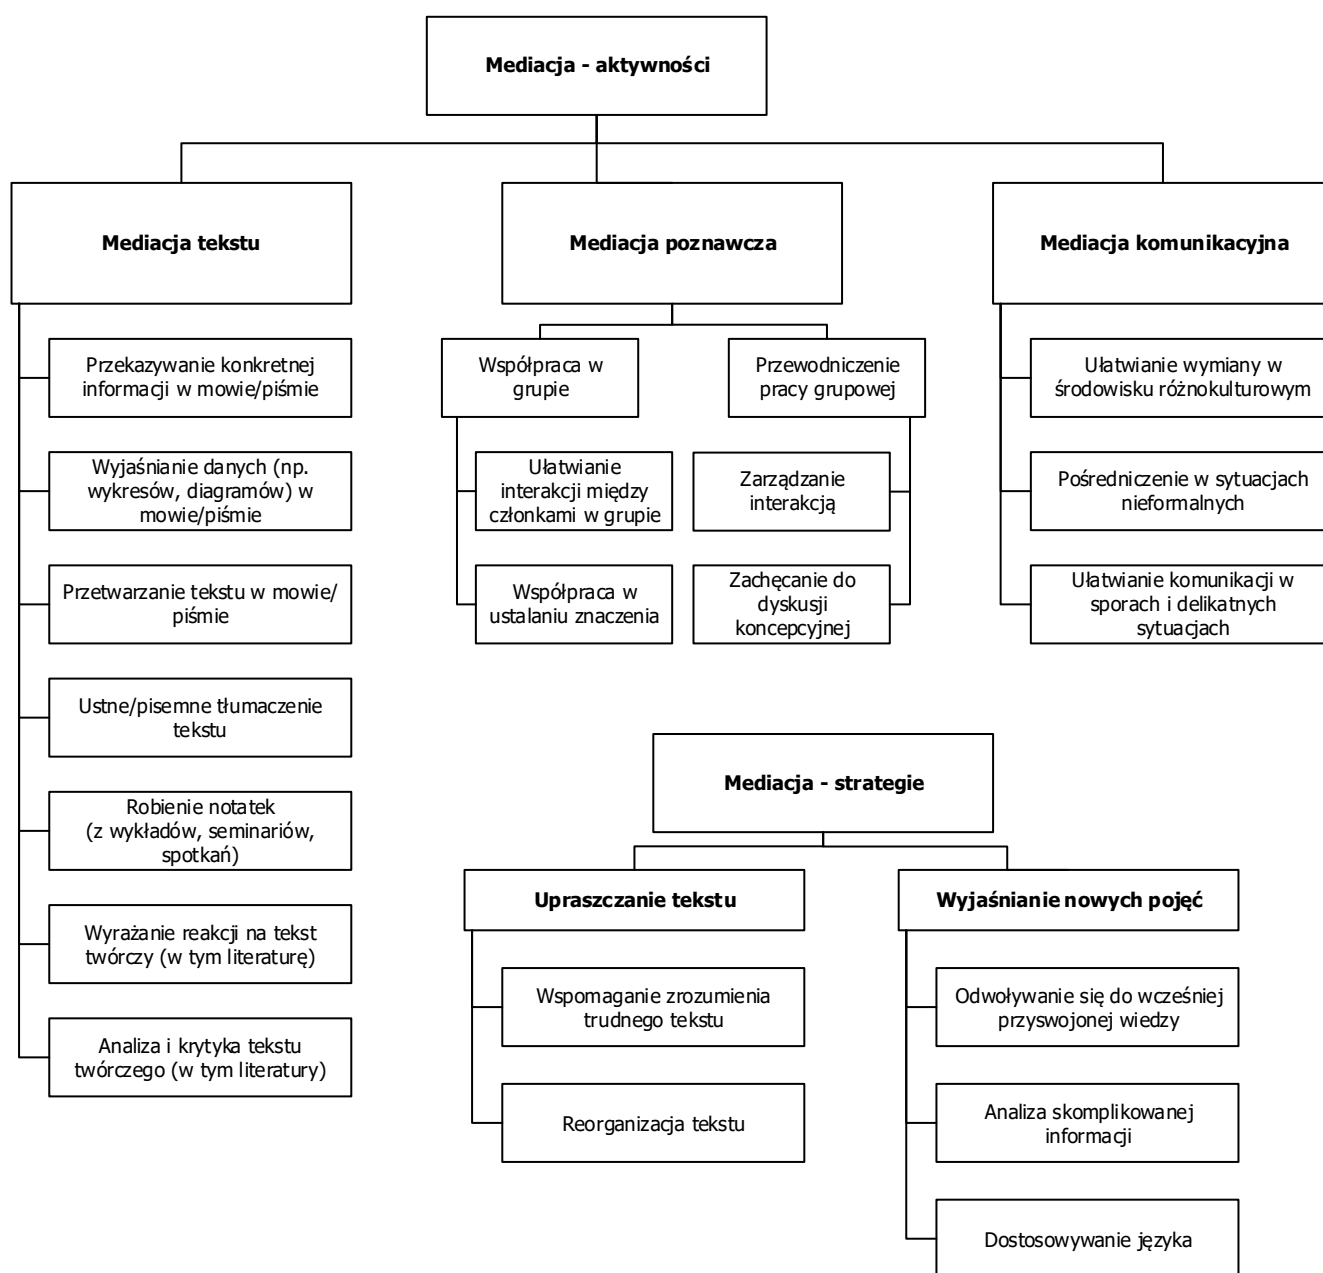 Mediacja - aktywności
Mediacja tekstu
Przekazywanie konkretnej
informacji w mowie/piśmie
Wyjaśnianie danych (np.
wykresów, diagramów) w
mowie/piśmie
Przetwarzanie tekstu w mowie/
piśmie
Ustne/pisemne tłumaczenie
tekstu
Robienie notatek
(z wykładów, seminariów,
spotkań)
Wyrażanie reakcji na tekst
twórczy (w tym literaturę)
Analiza i krytyka tekstu
twórczego (w tym literatury)
Mediacja poznawcza
Współpraca w
grupie
Ułatwianie
interakcji między
członkami w grupie
Współpraca w
ustalaniu znaczenia
Przewodniczenie
pracy grupowej
Zarządzanie
interakcją
Zachęcanie do
dyskusji
koncepcyjnej
Mediacja komunikacyjna
Ułatwianie wymiany w
środowisku różnokulturowym
Pośredniczenie w sytuacjach
nieformalnych
Ułatwianie komunikacji w
sporach i delikatnych
sytuacjach
Mediacja - strategie
Upraszczanie tekstu
Wspomaganie zrozumienia
trudnego tekstu
Reorganizacja tekstu
Wyjaśnianie nowych pojęć
Odwoływanie się do wcześniej
przyswojonej wiedzy
Analiza skomplikowanej
informacji
Dostosowywanie języka